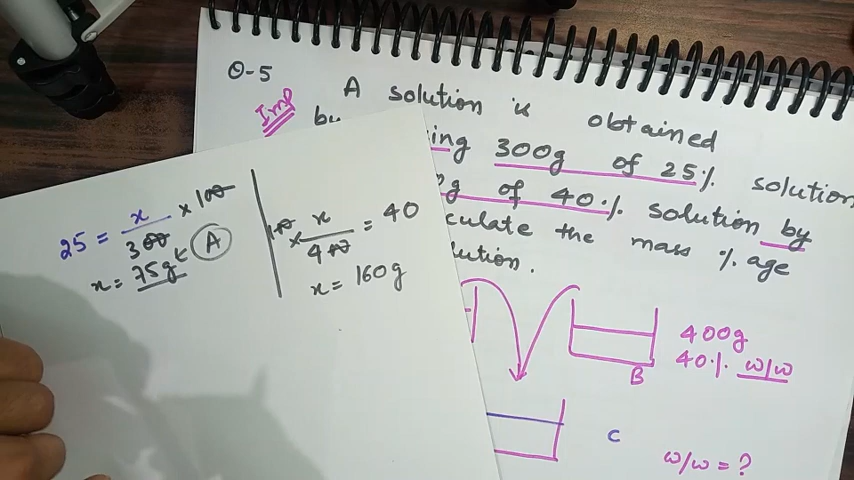 Q-5
Imp
A solution is obtained
by
ing 300g of 25% solution
g of 40% solution by
culate the mass % age
lution.
25 = x/300 × 100
x = 75g A
100 × x/400 = 40
x = 160g
400g
40% w/w
B
C
w/w = ?